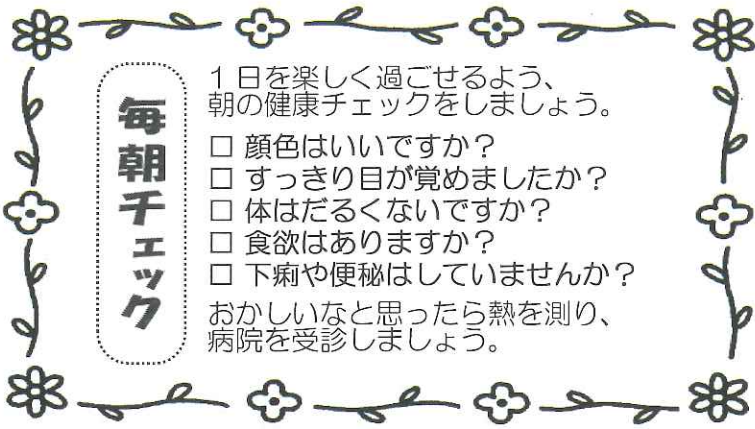 毎朝チェック
1日を楽しく過ごせるよう、
朝の健康チェックをしましょう。
□ 顔色はいいですか?
□ すっきり目が覚めましたか?
□ 体はだるくないですか?
□ 食欲はありますか?
□ 下痢や便秘はしていませんか?
おかしいなと思ったら熱を測り、
病院を受診しましょう。